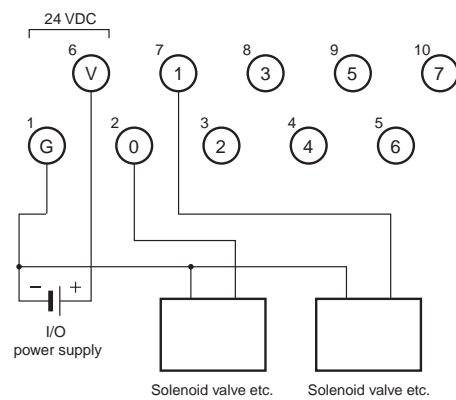 24 VDC
6 7 8 9 10
V 1 3 5 7
1 2 3 4 5
G 0 2 4 6
− +
I/O
power supply
Solenoid valve etc. Solenoid valve etc.